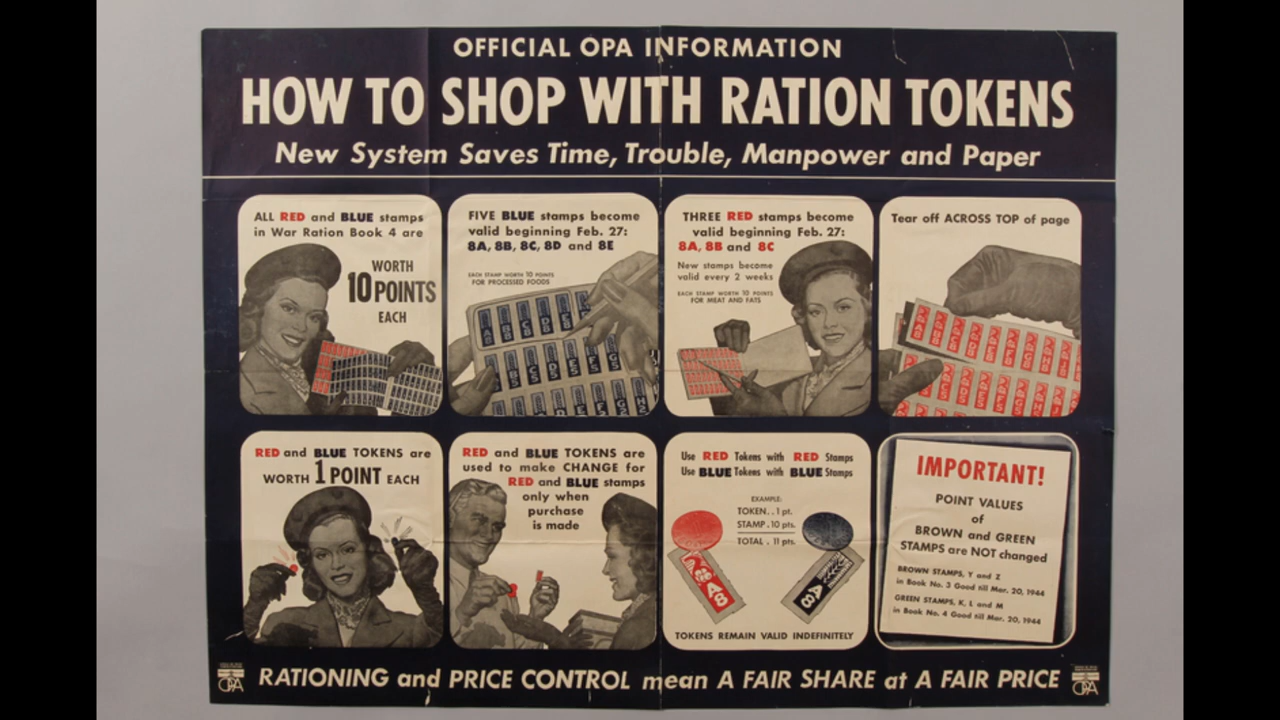 OFFICIAL OPA INFORMATION
HOW TO SHOP WITH RATION TOKENS
New System Saves Time, Trouble, Manpower and Paper
ALL RED and BLUE stamps
in War Ration Book 4 are
WORTH
10 POINTS
EACH
FIVE BLUE stamps become
valid beginning Feb. 27:
8A, 8B, 8C, 8D and 8E
EACH STAMP WORTH 10 POINTS
FOR PROCESSED FOODS
THREE RED stamps become
valid beginning Feb. 27:
8A, 8B and 8C
New stamps become
valid every 2 weeks
EACH STAMP WORTH 10 POINTS
FOR MEAT AND FATS
Tear off ACROSS TOP of page
RED and BLUE TOKENS are
WORTH 1 POINT EACH
RED and BLUE TOKENS are
used to make CHANGE for
RED and BLUE stamps
only when
purchase
is made
Use RED Tokens with RED Stamps
Use BLUE Tokens with BLUE Stamps
EXAMPLE:
TOKEN . . 1 pt.
STAMP . 10 pts.
TOTAL . 11 pts.
A8
A8
TOKENS REMAIN VALID INDEFINITELY
IMPORTANT!
POINT VALUES
of
BROWN and GREEN
STAMPS are NOT changed
BROWN STAMPS, Y and Z
in Book No. 3 Good till Mar. 20, 1944
GREEN STAMPS, K, L and M
in Book No. 4 Good till Mar. 20, 1944
OPA
RATIONING and PRICE CONTROL mean A FAIR SHARE at A FAIR PRICE
OPA